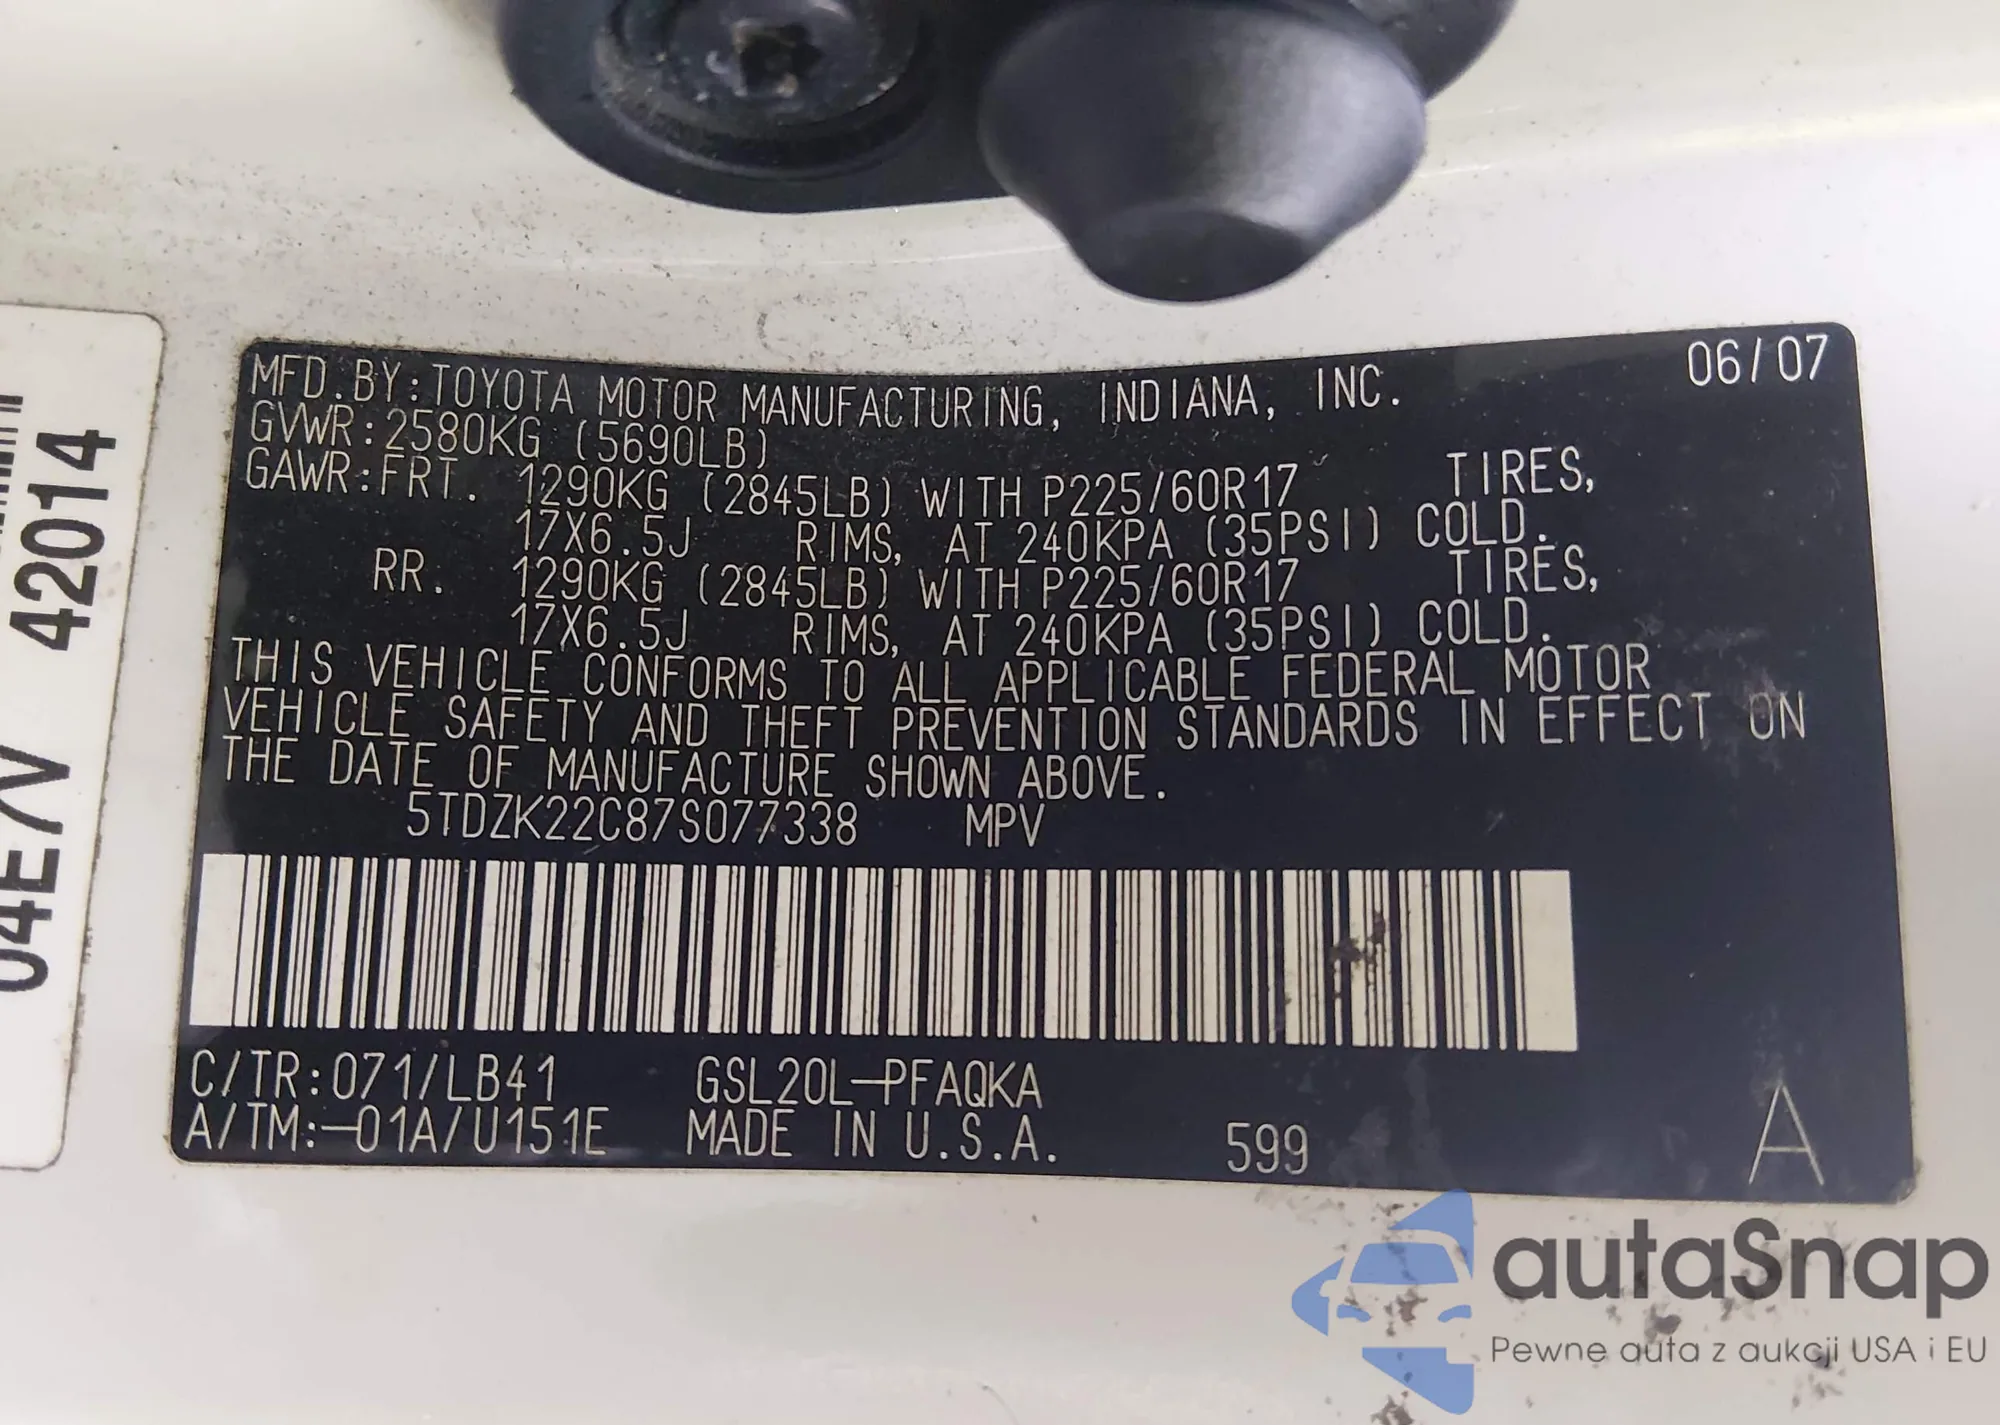 MFD.BY:TOYOTA MOTOR MANUFACTURING, INDIANA, INC. 06/07
GVWR:2580KG (5690LB)
GAWR:FRT. 1290KG (2845LB) WITH P225/60R17 TIRES,
17X6.5J RIMS, AT 240KPA (35PSI) COLD.
RR. 1290KG (2845LB) WITH P225/60R17 TIRES,
17X6.5J RIMS, AT 240KPA (35PSI) COLD.
THIS VEHICLE CONFORMS TO ALL APPLICABLE FEDERAL MOTOR
VEHICLE SAFETY AND THEFT PREVENTION STANDARDS IN EFFECT ON
THE DATE OF MANUFACTURE SHOWN ABOVE.
5TDZK22C87S077338 MPV
C/TR:071/LB41 GSL20L-PFAQKA
A/TM:-01A/U151E MADE IN U.S.A. 599 A
04E7V 42014
autaSnap
Pewne auta z aukcji USA i EU